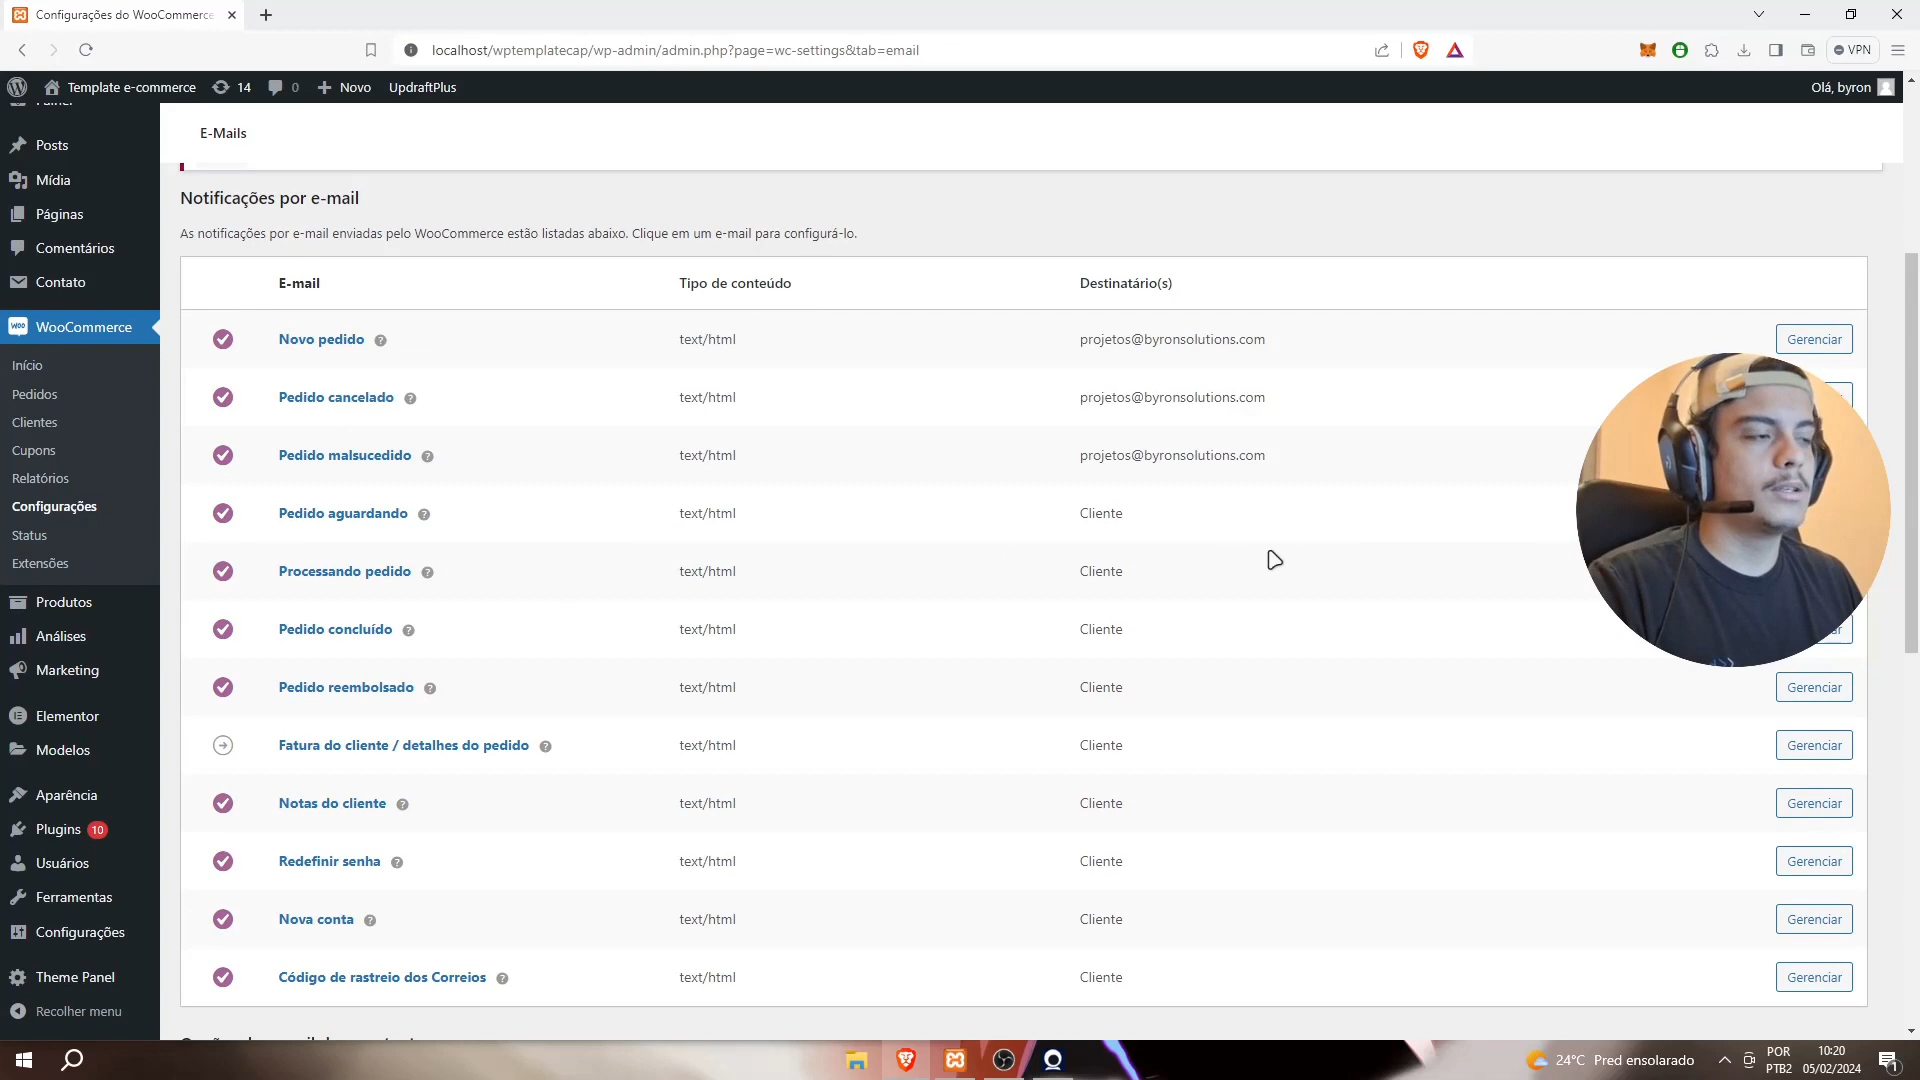 Configurações do WooCommerce
localhost/wptemplatecap/wp-admin/admin.php?page=wc-settings&tab=email
VPN
Template e-commerce
14
0
Novo
UpdraftPlus
Olá, byron
Posts
Mídia
Páginas
Comentários
Contato
WooCommerce
Início
Pedidos
Clientes
Cupons
Relatórios
Configurações
Status
Extensões
Produtos
Análises
Marketing
Elementor
Modelos
Aparência
Plugins 10
Usuários
Ferramentas
Configurações
Theme Panel
Recolher menu
E-Mails
Notificações por e-mail
As notificações por e-mail enviadas pelo WooCommerce estão listadas abaixo. Clique em um e-mail para configurá-lo.
E-mail Tipo de conteúdo Destinatário(s)
Novo pedido text/html projetos@byronsolutions.com Gerenciar
Pedido cancelado text/html projetos@byronsolutions.com
Pedido malsucedido text/html projetos@byronsolutions.com
Pedido aguardando text/html Cliente
Processando pedido text/html Cliente
Pedido concluído text/html Cliente
Pedido reembolsado text/html Cliente Gerenciar
Fatura do cliente / detalhes do pedido text/html Cliente Gerenciar
Notas do cliente text/html Cliente Gerenciar
Redefinir senha text/html Cliente Gerenciar
Nova conta text/html Cliente Gerenciar
Código de rastreio dos Correios text/html Cliente Gerenciar
24°C Pred ensolarado
POR
PTB2
10:20
05/02/2024
1